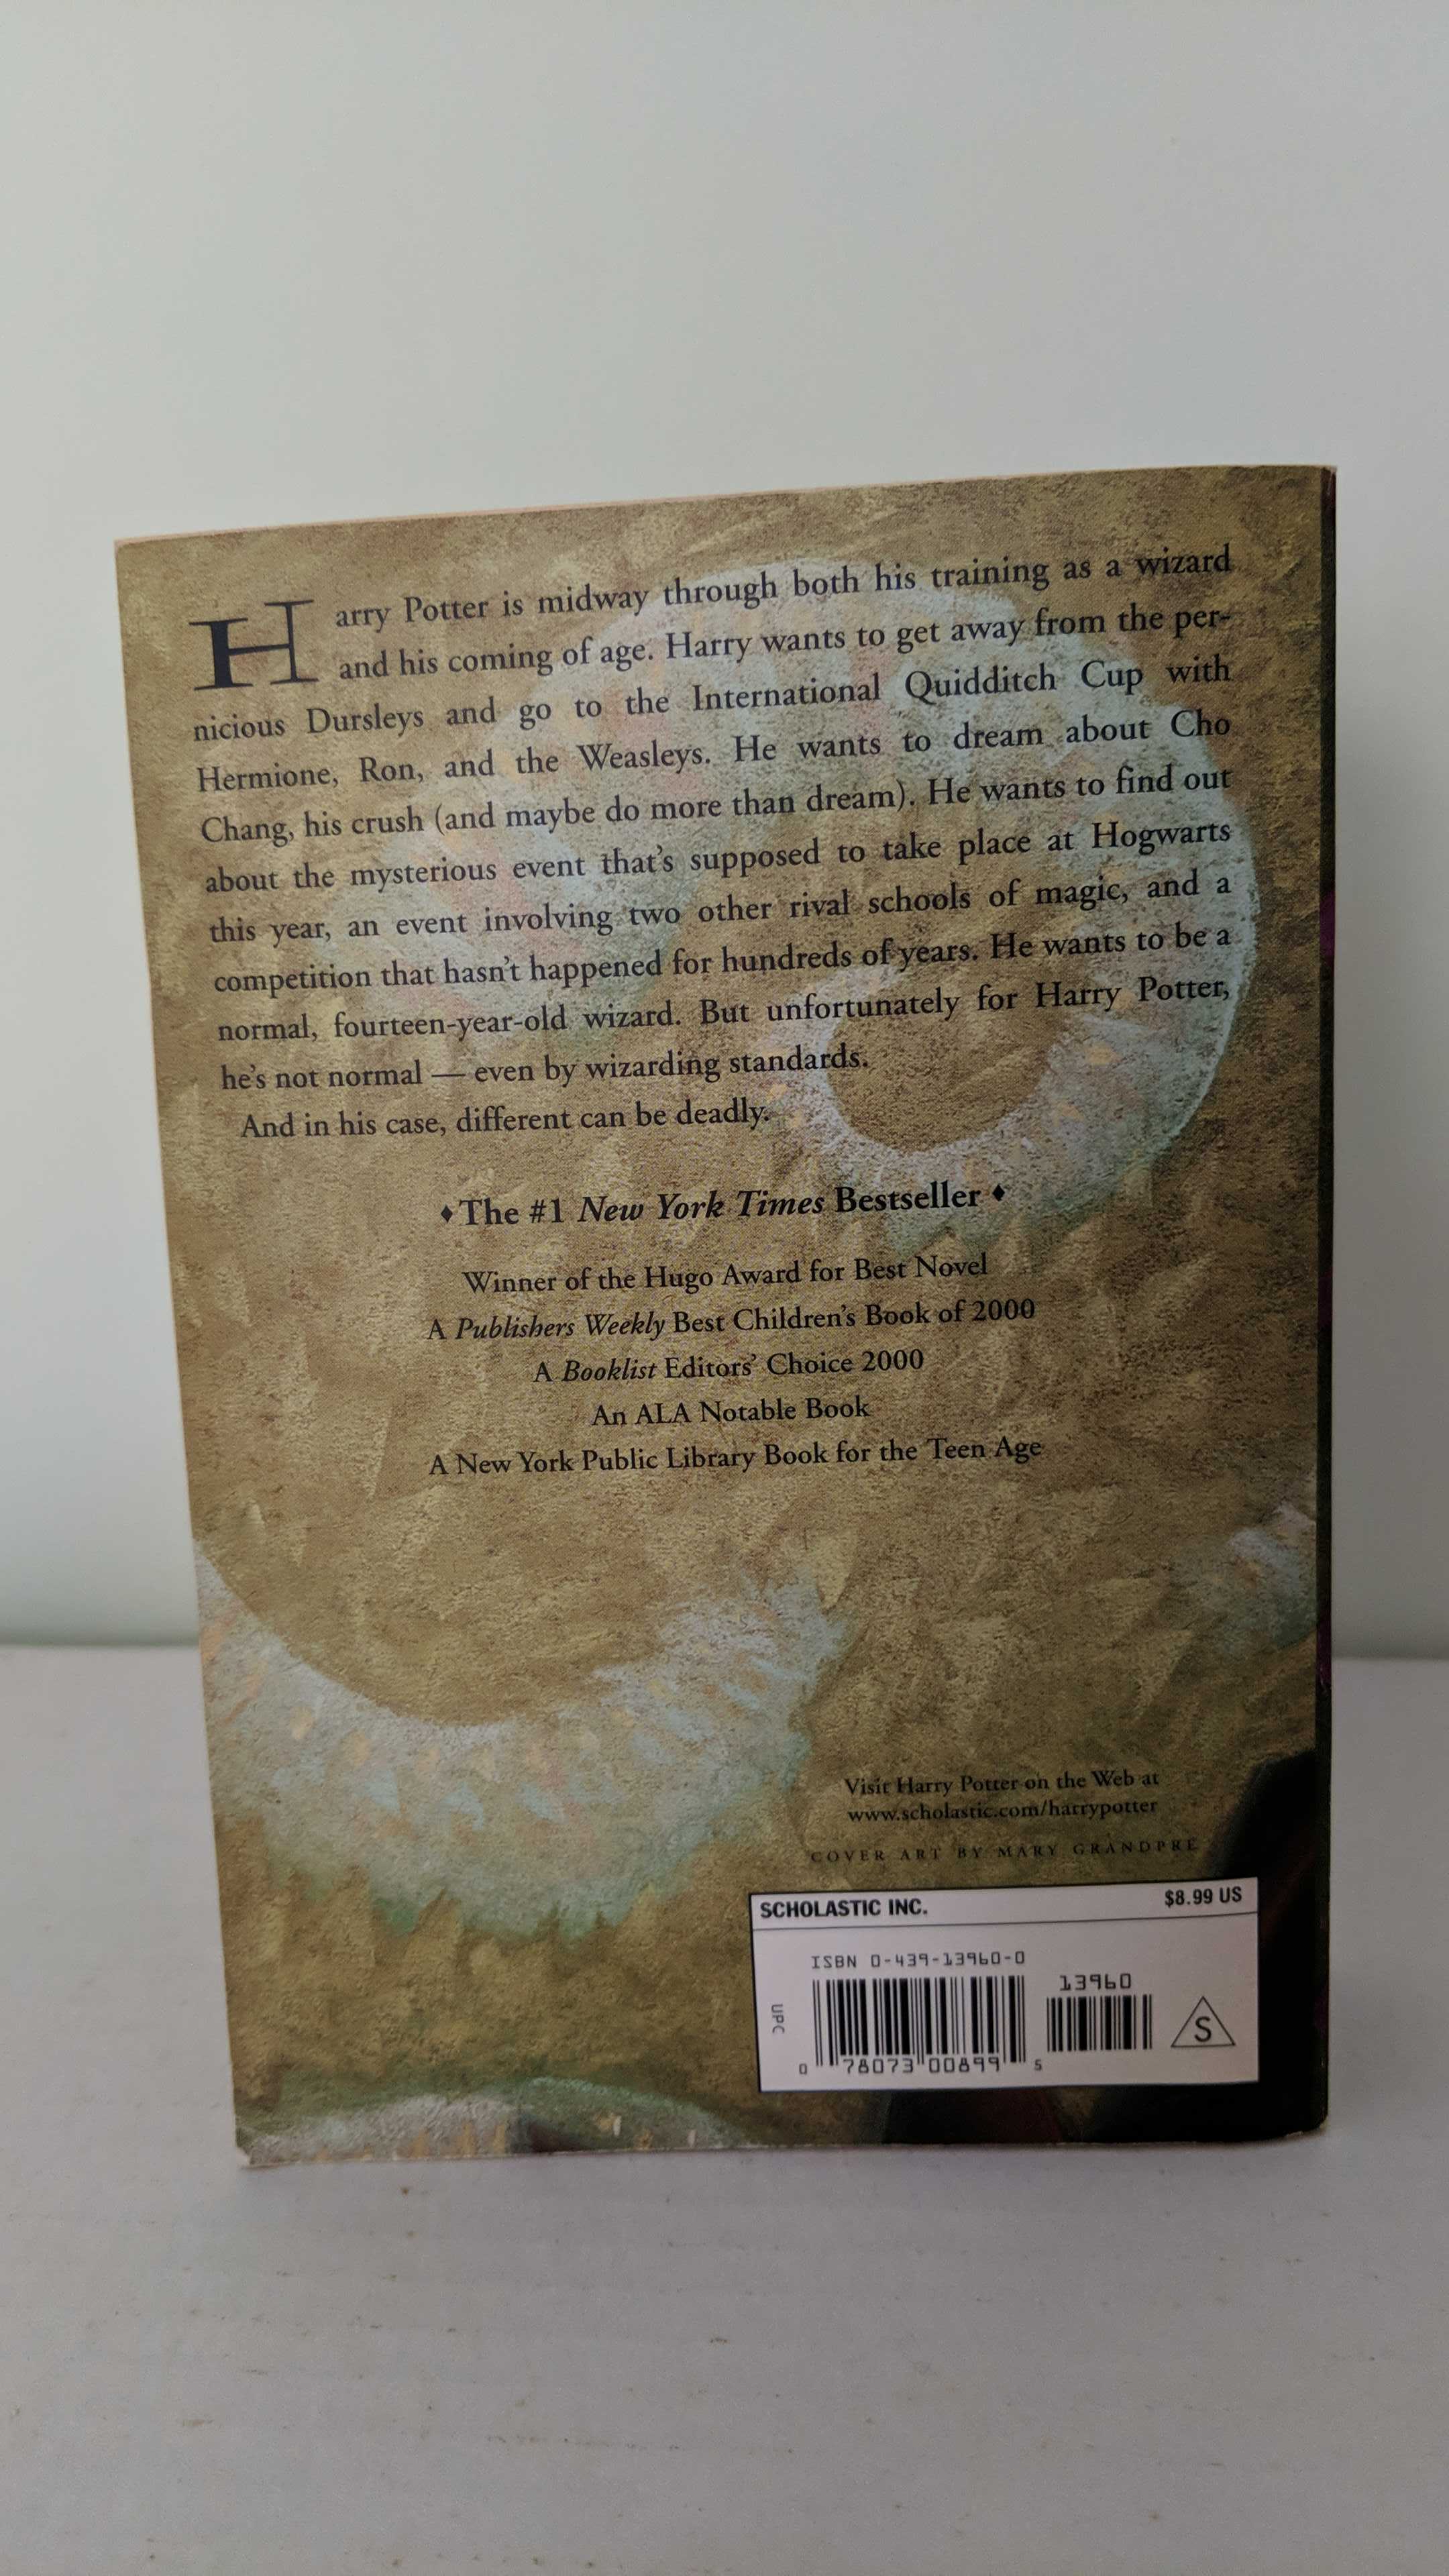 Harry Potter is midway through both his training as a wizard
and his coming of age. Harry wants to get away from the per-
nicious Dursleys and go to the International Quidditch Cup with
Hermione, Ron, and the Weasleys. He wants to dream about Cho
Chang, his crush (and maybe do more than dream). He wants to find out
about the mysterious event that's supposed to take place at Hogwarts
this year, an event involving two other rival schools of magic, and a
competition that hasn't happened for hundreds of years. He wants to be a
normal, fourteen-year-old wizard. But unfortunately for Harry Potter,
he's not normal — even by wizarding standards.
And in his case, different can be deadly.
♦ The #1 New York Times Bestseller ♦
Winner of the Hugo Award for Best Novel
A Publishers Weekly Best Children's Book of 2000
A Booklist Editors' Choice 2000
An ALA Notable Book
A New York Public Library Book for the Teen Age
Visit Harry Potter on the Web at
www.scholastic.com/harrypotter
COVER ART BY MARY GRANDPRÉ
SCHOLASTIC INC. $8.99 US
ISBN 0-439-13960-0
13960
UPC
S
0 78073 00899 5